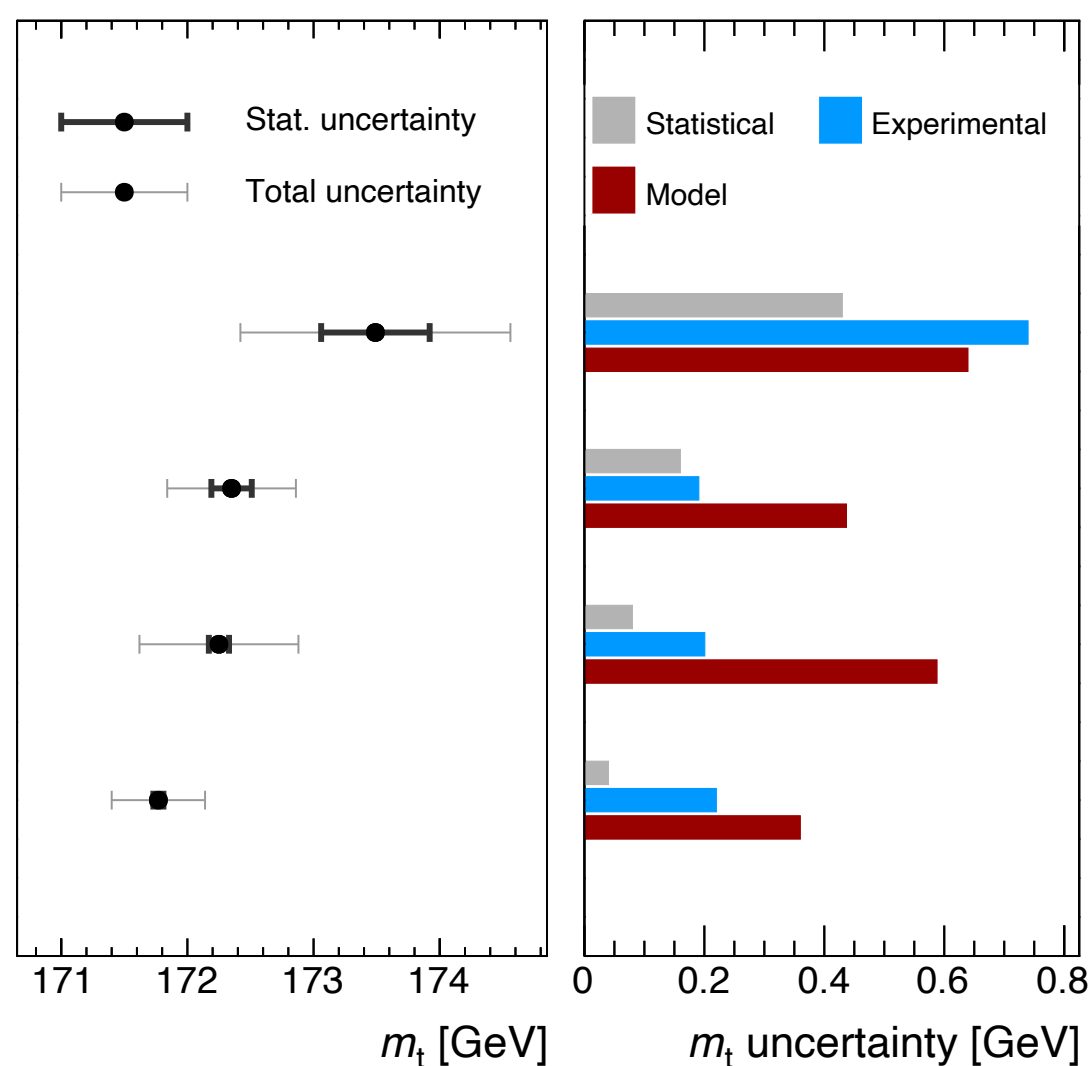 Stat. uncertainty
Total uncertainty
171 172 173 174
mt [GeV]
Statistical Experimental
Model
0 0.2 0.4 0.6 0.8
mt uncertainty [GeV]